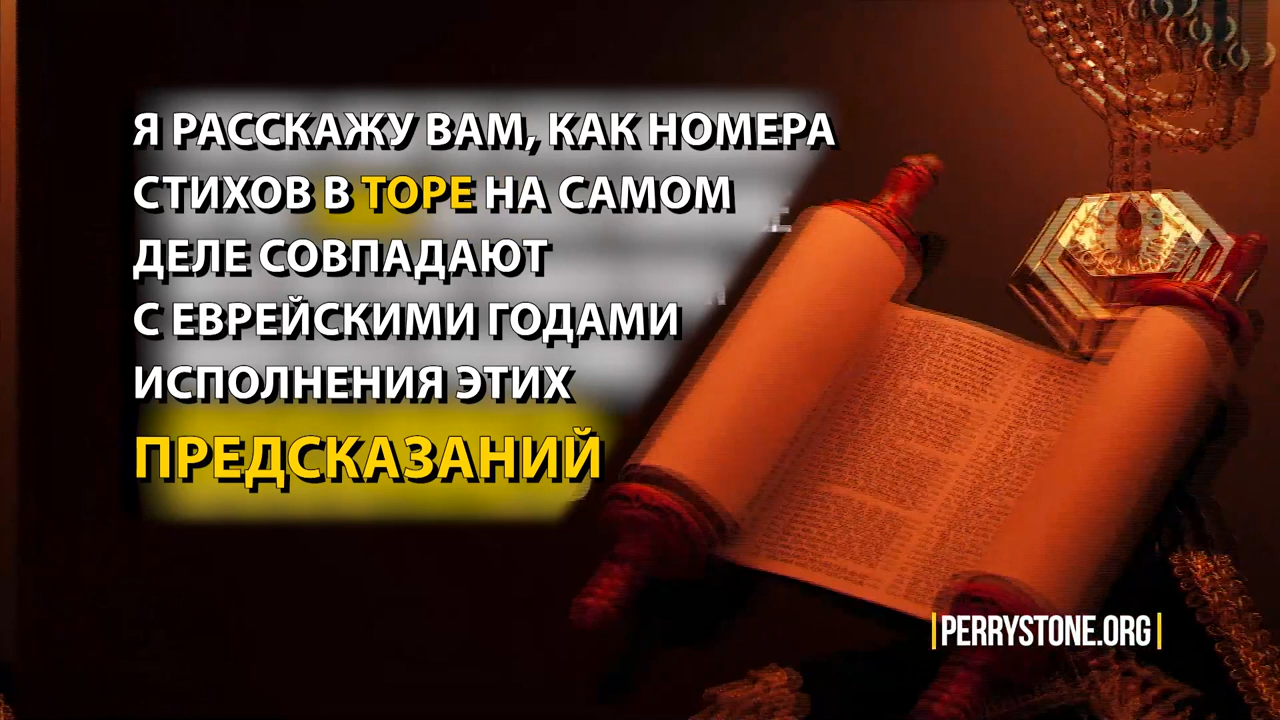 Я РАССКАЖУ ВАМ, КАК НОМЕРА
СТИХОВ В ТОРЕ НА САМОМ
ДЕЛЕ СОВПАДАЮТ
С ЕВРЕЙСКИМИ ГОДАМИ
ИСПОЛНЕНИЯ ЭТИХ
ПРЕДСКАЗАНИЙ
PERRYSTONE.ORG